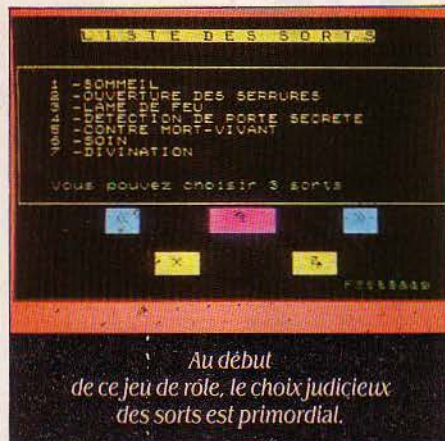 LISTE DES SORTS
1 -SOMMEIL
2 -OUVERTURE DES SERRURES
3 -LAME DE FEU
4 -DETECTION DE PORTE SECRETE
5 -CONTRE MORT-VIVANT
6 -SOIN
7 -DIVINATION
Vous pouvez choisir 3 sorts
Au début
de ce jeu de rôle, le choix judicieux
des sorts est primordial.